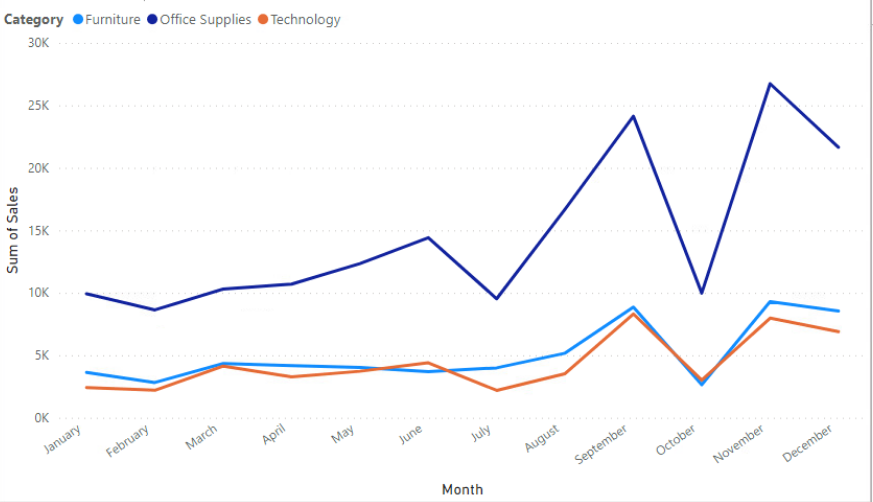 Category Furniture Office Supplies Technology
30K
25K
20K
15K
10K
5K
0K
Sum of Sales
January February March April May June July August September October November December
Month